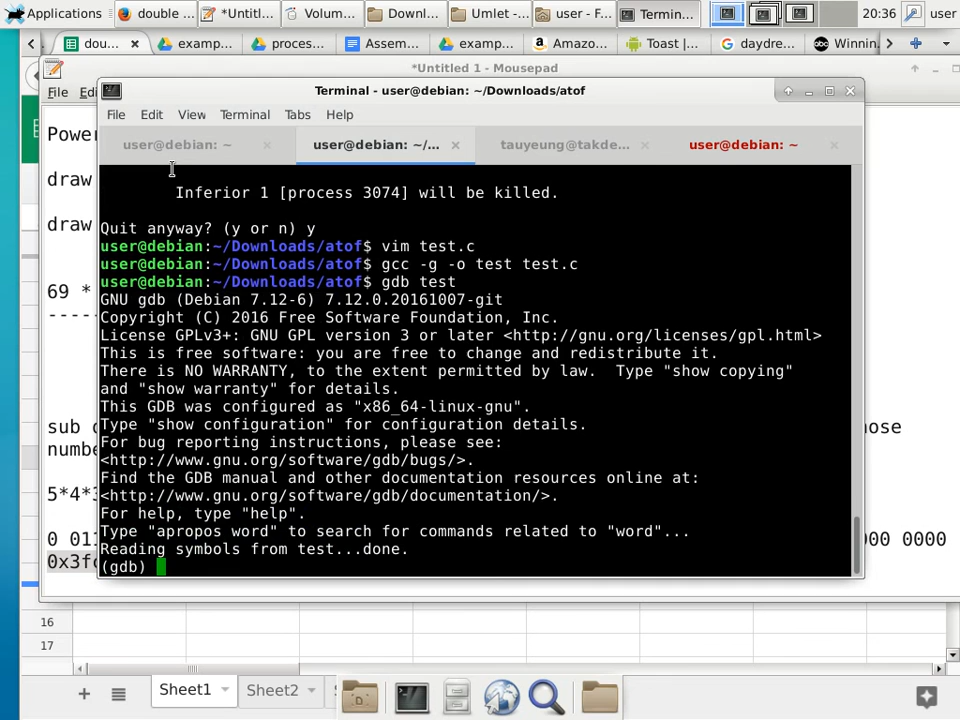 Applications
double ...
*Untitl...
Volum...
Downl...
Umlet -...
user - F...
Termin...
20:36
user
dou...
examp...
proces...
Assem...
examp...
Amazo...
Toast |...
daydre...
Winnin...
*Untitled 1 - Mousepad
File
Terminal - user@debian: ~/Downloads/atof
File Edit View Terminal Tabs Help
user@debian: ~
user@debian: ~/...
tauyeung@takde...
user@debian: ~
Power
draw
draw
69 *
-----
sub
numbe
5*4*3
0 011
000 0000
Inferior 1 [process 3074] will be killed.
Quit anyway? (y or n) y
user@debian:~/Downloads/atof$ vim test.c
user@debian:~/Downloads/atof$ gcc -g -o test test.c
user@debian:~/Downloads/atof$ gdb test
GNU gdb (Debian 7.12-6) 7.12.0.20161007-git
Copyright (C) 2016 Free Software Foundation, Inc.
License GPLv3+: GNU GPL version 3 or later <http://gnu.org/licenses/gpl.html>
This is free software: you are free to change and redistribute it.
There is NO WARRANTY, to the extent permitted by law.  Type "show copying"
and "show warranty" for details.
This GDB was configured as "x86_64-linux-gnu".
Type "show configuration" for configuration details.
For bug reporting instructions, please see:
<http://www.gnu.org/software/gdb/bugs/>.
Find the GDB manual and other documentation resources online at:
<http://www.gnu.org/software/gdb/documentation/>.
For help, type "help".
Type "apropos word" to search for commands related to "word"...
Reading symbols from test...done.
(gdb)
16
17
Sheet1
Sheet2